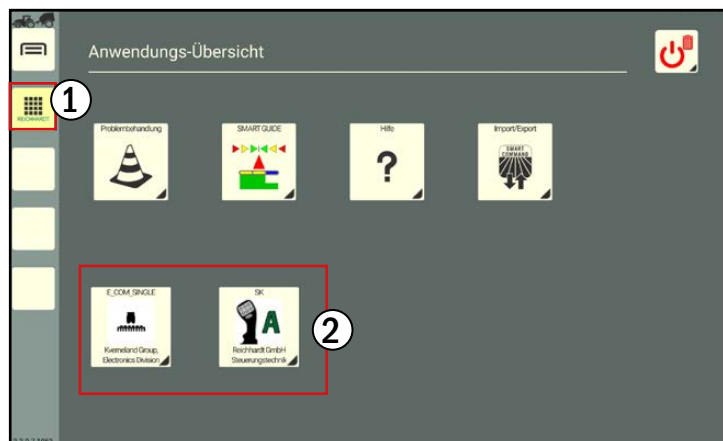 Anwendungs-Übersicht
REICHHARDT
1
Problembehandlung
SMART GUIDE
Hilfe
?
Import/Export
SMART
COMMAND
E_COM_SINGLE
Kverneland Group,
Electronics Division
SK
A
Reichhardt GmbH
Steuerungstechnik
2